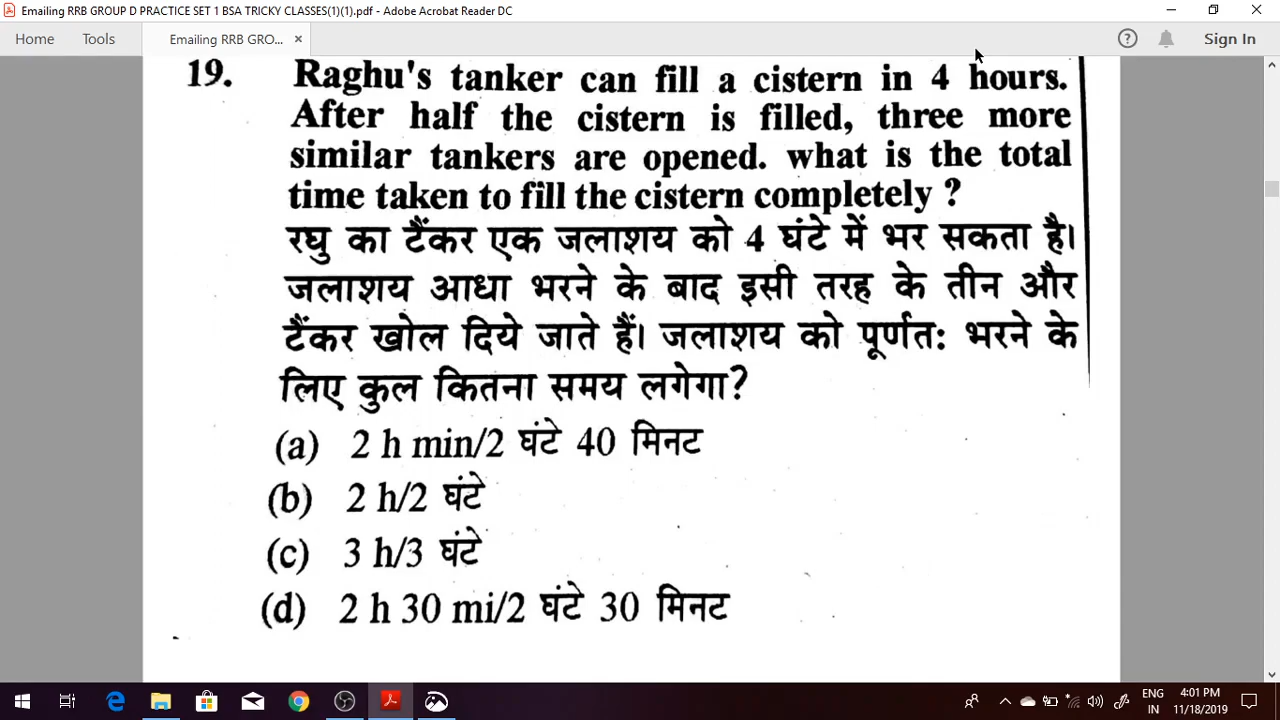 Emailing RRB GROUP D PRACTICE SET 1 BSA TRICKY CLASSES(1)(1).pdf - Adobe Acrobat Reader DC
Home Tools Emailing RRB GRO... × Sign In
19. Raghu's tanker can fill a cistern in 4 hours.
After half the cistern is filled, three more
similar tankers are opened. what is the total
time taken to fill the cistern completely ?
रघु का टैंकर एक जलाशय को 4 घंटे में भर सकता है।
जलाशय आधा भरने के बाद इसी तरह के तीन और
टैंकर खोल दिये जाते हैं। जलाशय को पूर्णत: भरने के
लिए कुल कितना समय लगेगा?
(a) 2 h min/2 घंटे 40 मिनट
(b) 2 h/2 घंटे
(c) 3 h/3 घंटे
(d) 2 h 30 mi/2 घंटे 30 मिनट
ENG 4:01 PM
IN 11/18/2019